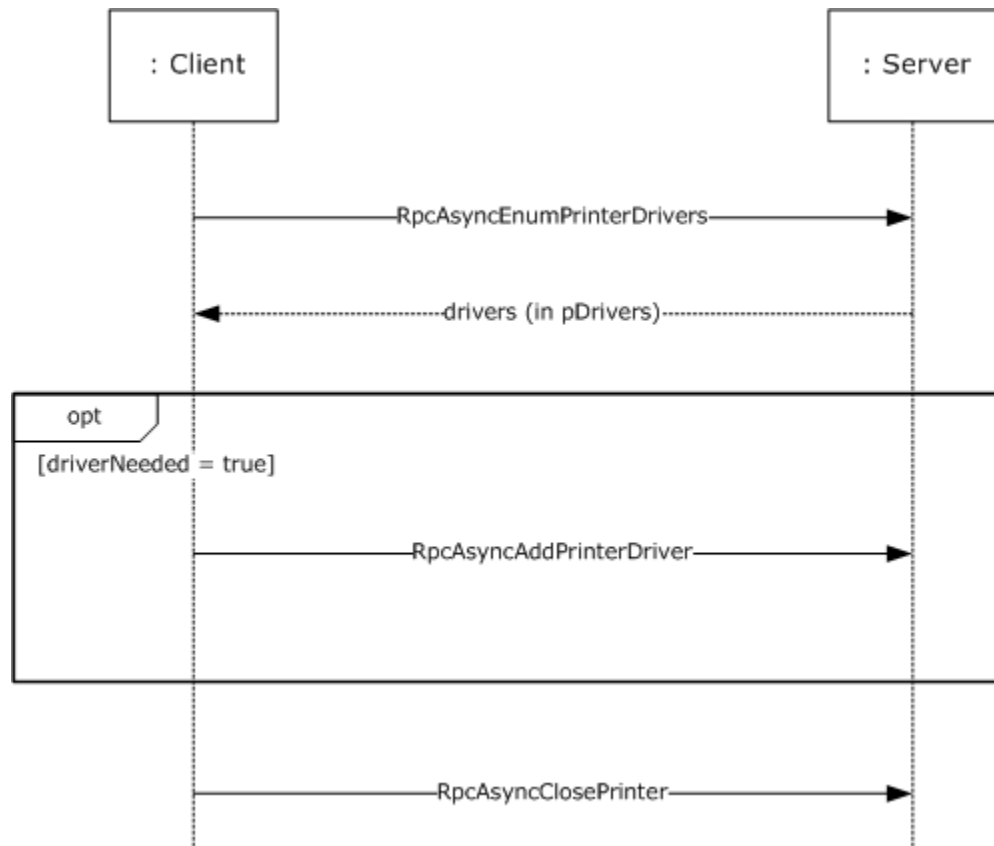 : Client
: Server
RpcAsyncEnumPrinterDrivers
drivers (in pDrivers)
opt
[driverNeeded = true]
RpcAsyncAddPrinterDriver
RpcAsyncClosePrinter